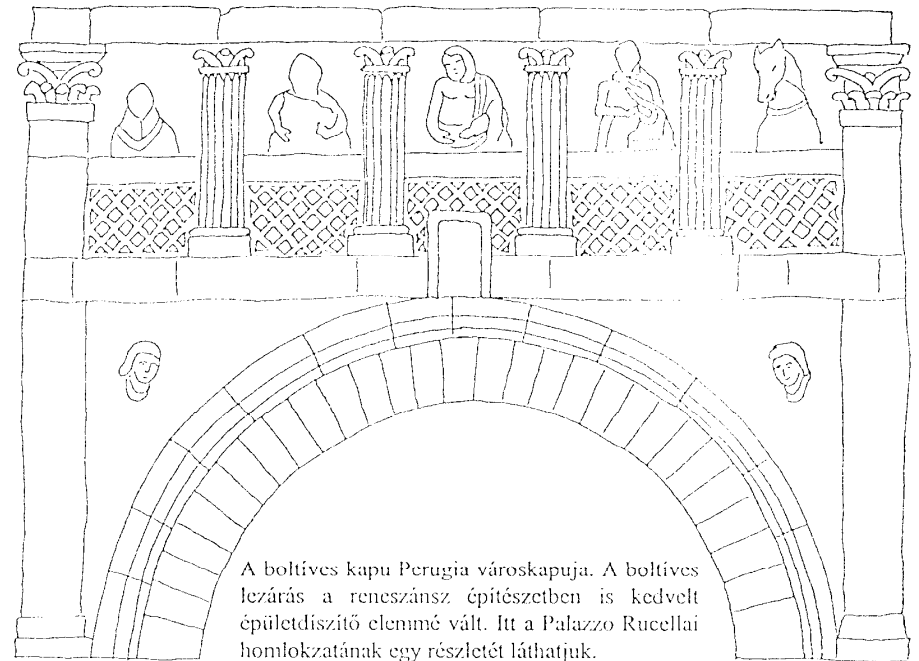 A boltíves kapu Perugia városkapuja. A boltíves
lezárás a reneszánsz építészetben is kedvelt
épületdíszítő elemmé vált. Itt a Palazzo Rucellai
homlokzatának egy részletét láthatjuk.